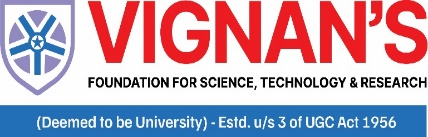 VIGNAN'S
FOUNDATION FOR SCIENCE, TECHNOLOGY & RESEARCH
(Deemed to be University) - Estd. u/s 3 of UGC Act 1956